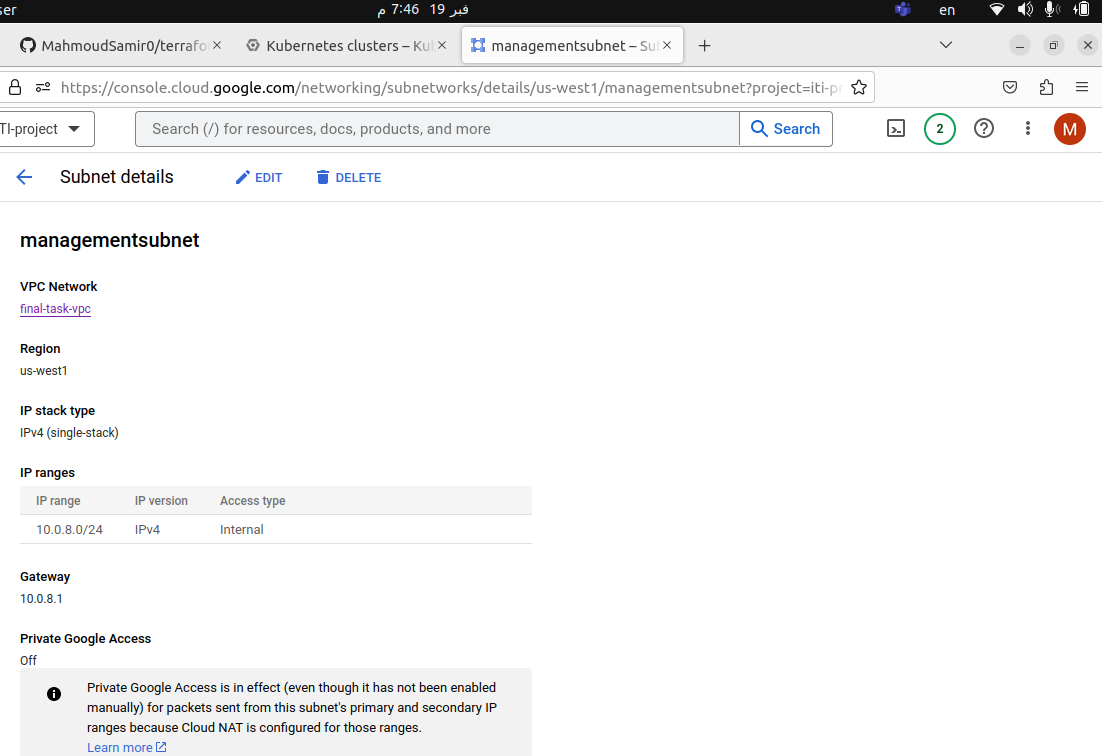 ser
فبر 19 7:46 م
en
MahmoudSamir0/terrafo
Kubernetes clusters – Ku
managementsubnet – Su
https://console.cloud.google.com/networking/subnetworks/details/us-west1/managementsubnet?project=iti-pr
TI-project
Search (/) for resources, docs, products, and more
Search
2
M
Subnet details
EDIT
DELETE
managementsubnet
VPC Network
final-task-vpc
Region
us-west1
IP stack type
IPv4 (single-stack)
IP ranges
IP range IP version Access type
10.0.8.0/24 IPv4 Internal
Gateway
10.0.8.1
Private Google Access
Off
Private Google Access is in effect (even though it has not been enabled
manually) for packets sent from this subnet's primary and secondary IP
ranges because Cloud NAT is configured for those ranges.
Learn more